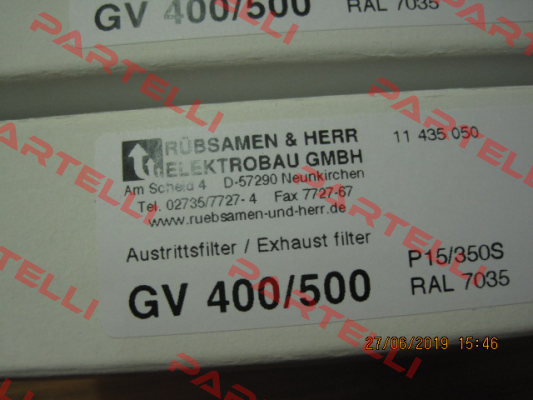 GV 400/500
RAL 7035
RÜBSAMEN & HERR
ELEKTROBAU GMBH
11 435 050
Am Scheid 4 D-57290 Neunkirchen
Tel. 02735/7727- 4 Fax 7727-67
www.ruebsamen-und-herr.de
Austrittsfilter / Exhaust filter
P15/350S
GV 400/500
RAL 7035
27/06/2019 15:46
PARTELLI
PARTELLI
PARTELLI
PARTELLI
PARTELLI
PARTELLI